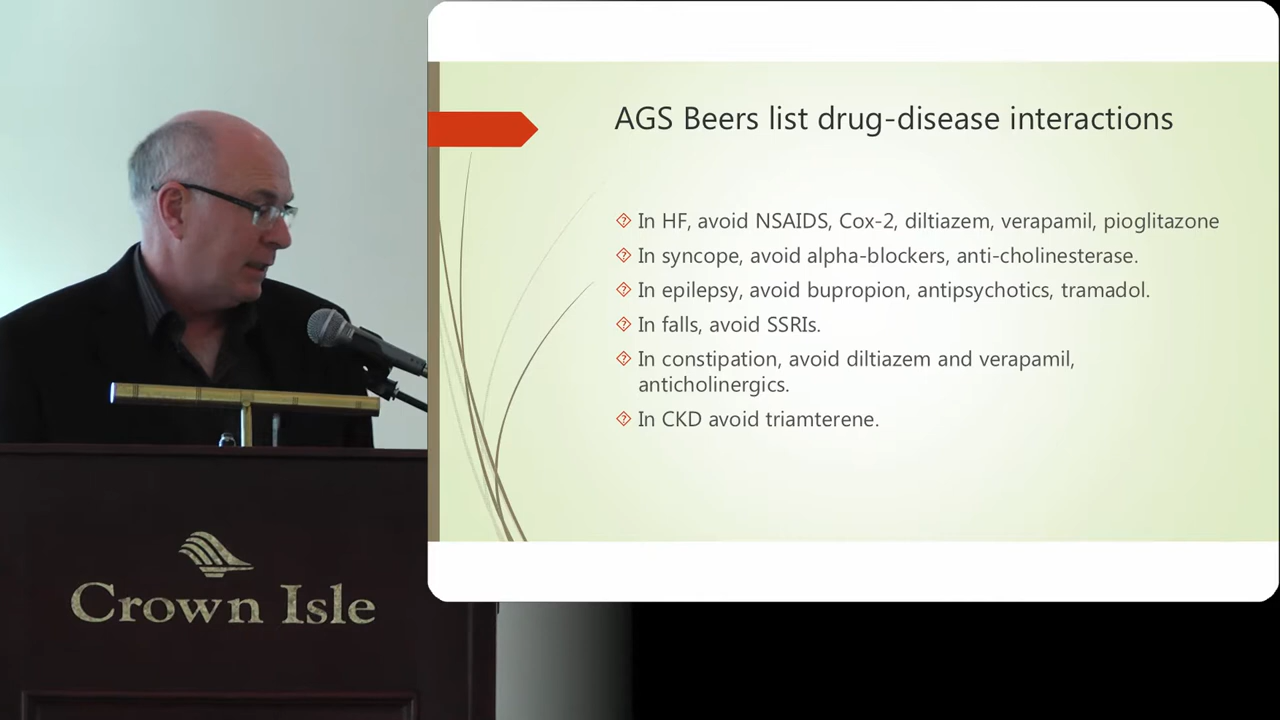 AGS Beers list drug-disease interactions
In HF, avoid NSAIDS, Cox-2, diltiazem, verapamil, pioglitazone
In syncope, avoid alpha-blockers, anti-cholinesterase.
In epilepsy, avoid bupropion, antipsychotics, tramadol.
In falls, avoid SSRIs.
In constipation, avoid diltiazem and verapamil,
anticholinergics.
In CKD avoid triamterene.
Crown Isle